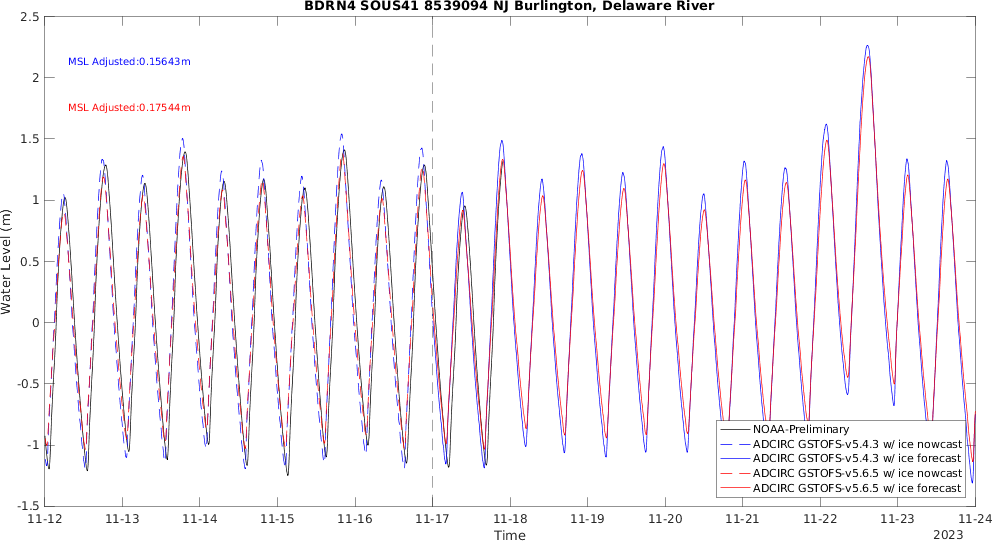 BDRN4 SOUS41 8539094 NJ Burlington, Delaware River
MSL Adjusted:0.15643m
MSL Adjusted:0.17544m
Water Level (m)
2.5
2
1.5
1
0.5
0
-0.5
-1
-1.5
NOAA-Preliminary
ADCIRC GSTOFS-v5.4.3 w/ ice nowcast
ADCIRC GSTOFS-v5.4.3 w/ ice forecast
ADCIRC GSTOFS-v5.6.5 w/ ice nowcast
ADCIRC GSTOFS-v5.6.5 w/ ice forecast
11-12 11-13 11-14 11-15 11-16 11-17 11-18 11-19 11-20 11-21 11-22 11-23 11-24
Time
2023